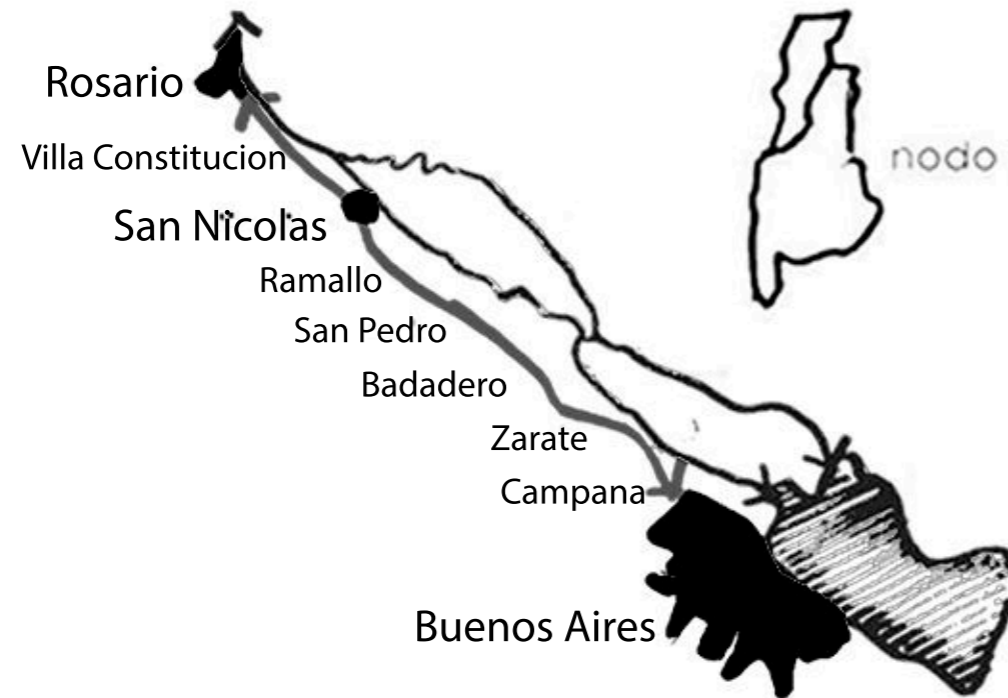 Rosario
Villa Constitucion
nodo
San Nicolas
Ramallo
San Pedro
Badadero
Zarate
Campana
Buenos Aires